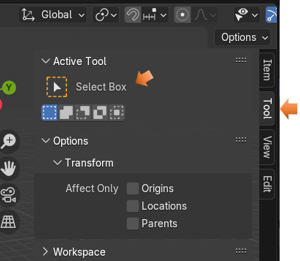 Global
Options
Active Tool
Select Box
Options
Transform
Affect Only Origins
Locations
Parents
Workspace
Item
Tool
View
Edit
Y